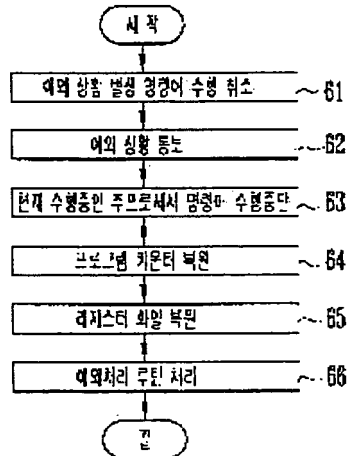 시 작
예외 상황 발생 명령어 수행 취소
61
예외 상황 통보
62
현재 수행중인 주프로세서 명령어 수행중단
63
프로그램 카운터 복원
64
레지스터 화일 복원
65
예외처리 루틴 처리
66
끝